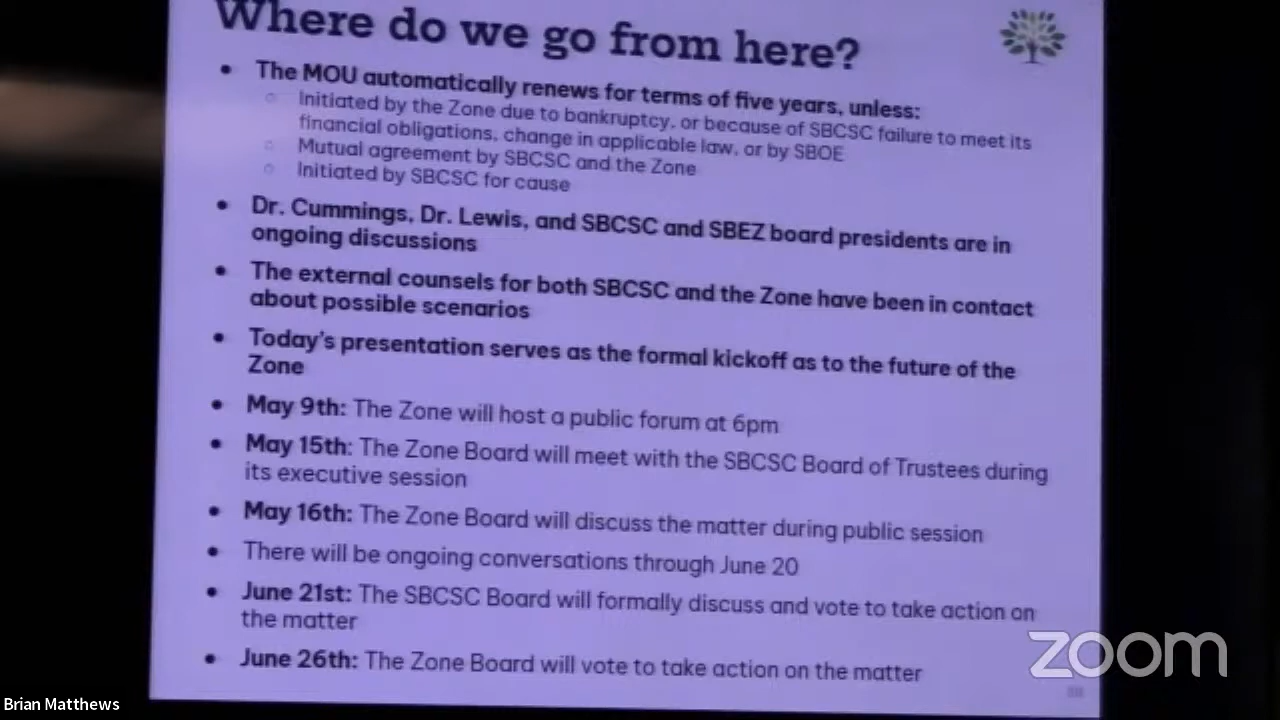 Where do we go from here?
• The MOU automatically renews for terms of five years, unless:
○ Initiated by the Zone due to bankruptcy, or because of SBCSC failure to meet its
financial obligations, change in applicable law, or by SBOE
○ Mutual agreement by SBCSC and the Zone
○ Initiated by SBCSC for cause
• Dr. Cummings, Dr. Lewis, and SBCSC and SBEZ board presidents are in
ongoing discussions
• The external counsels for both SBCSC and the Zone have been in contact
about possible scenarios
• Today's presentation serves as the formal kickoff as to the future of the
Zone
• May 9th: The Zone will host a public forum at 6pm
• May 15th: The Zone Board will meet with the SBCSC Board of Trustees during
its executive session
• May 16th: The Zone Board will discuss the matter during public session
• There will be ongoing conversations through June 20
• June 21st: The SBCSC Board will formally discuss and vote to take action on
the matter
• June 26th: The Zone Board will vote to take action on the matter
zoom
Brian Matthews